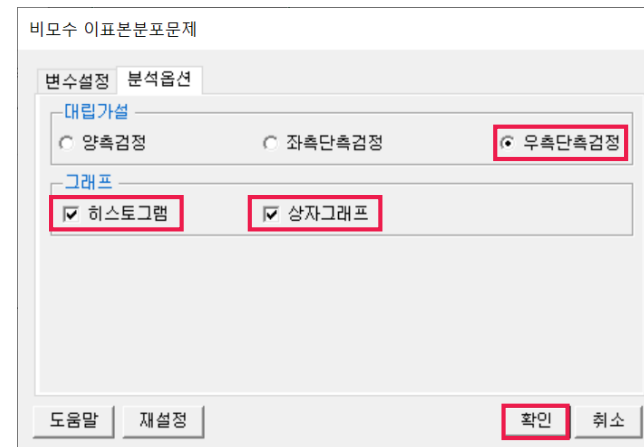 비모수 이표본분포문제
변수설정 분석옵션
대립가설
양측검정 좌측단측검정 우측단측검정
그래프
히스토그램 상자그래프
도움말 재설정 확인 취소